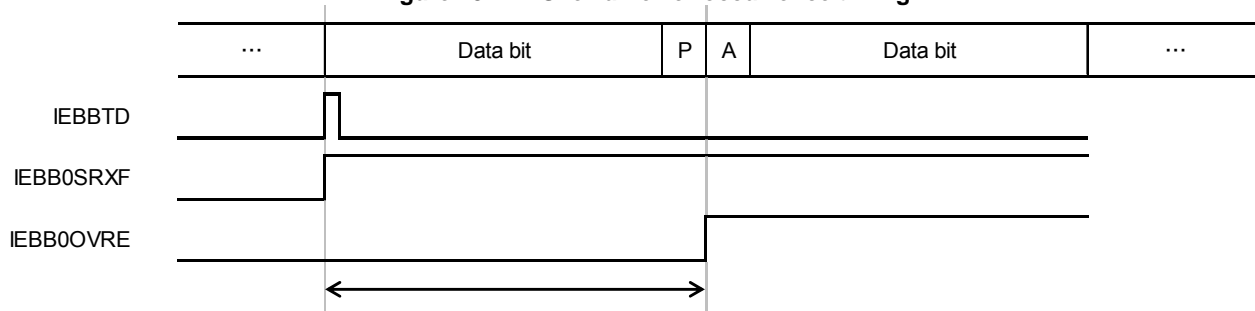 … Data bit P A Data bit …
IEBBTD
IEBB0SRXF
IEBB0OVRE